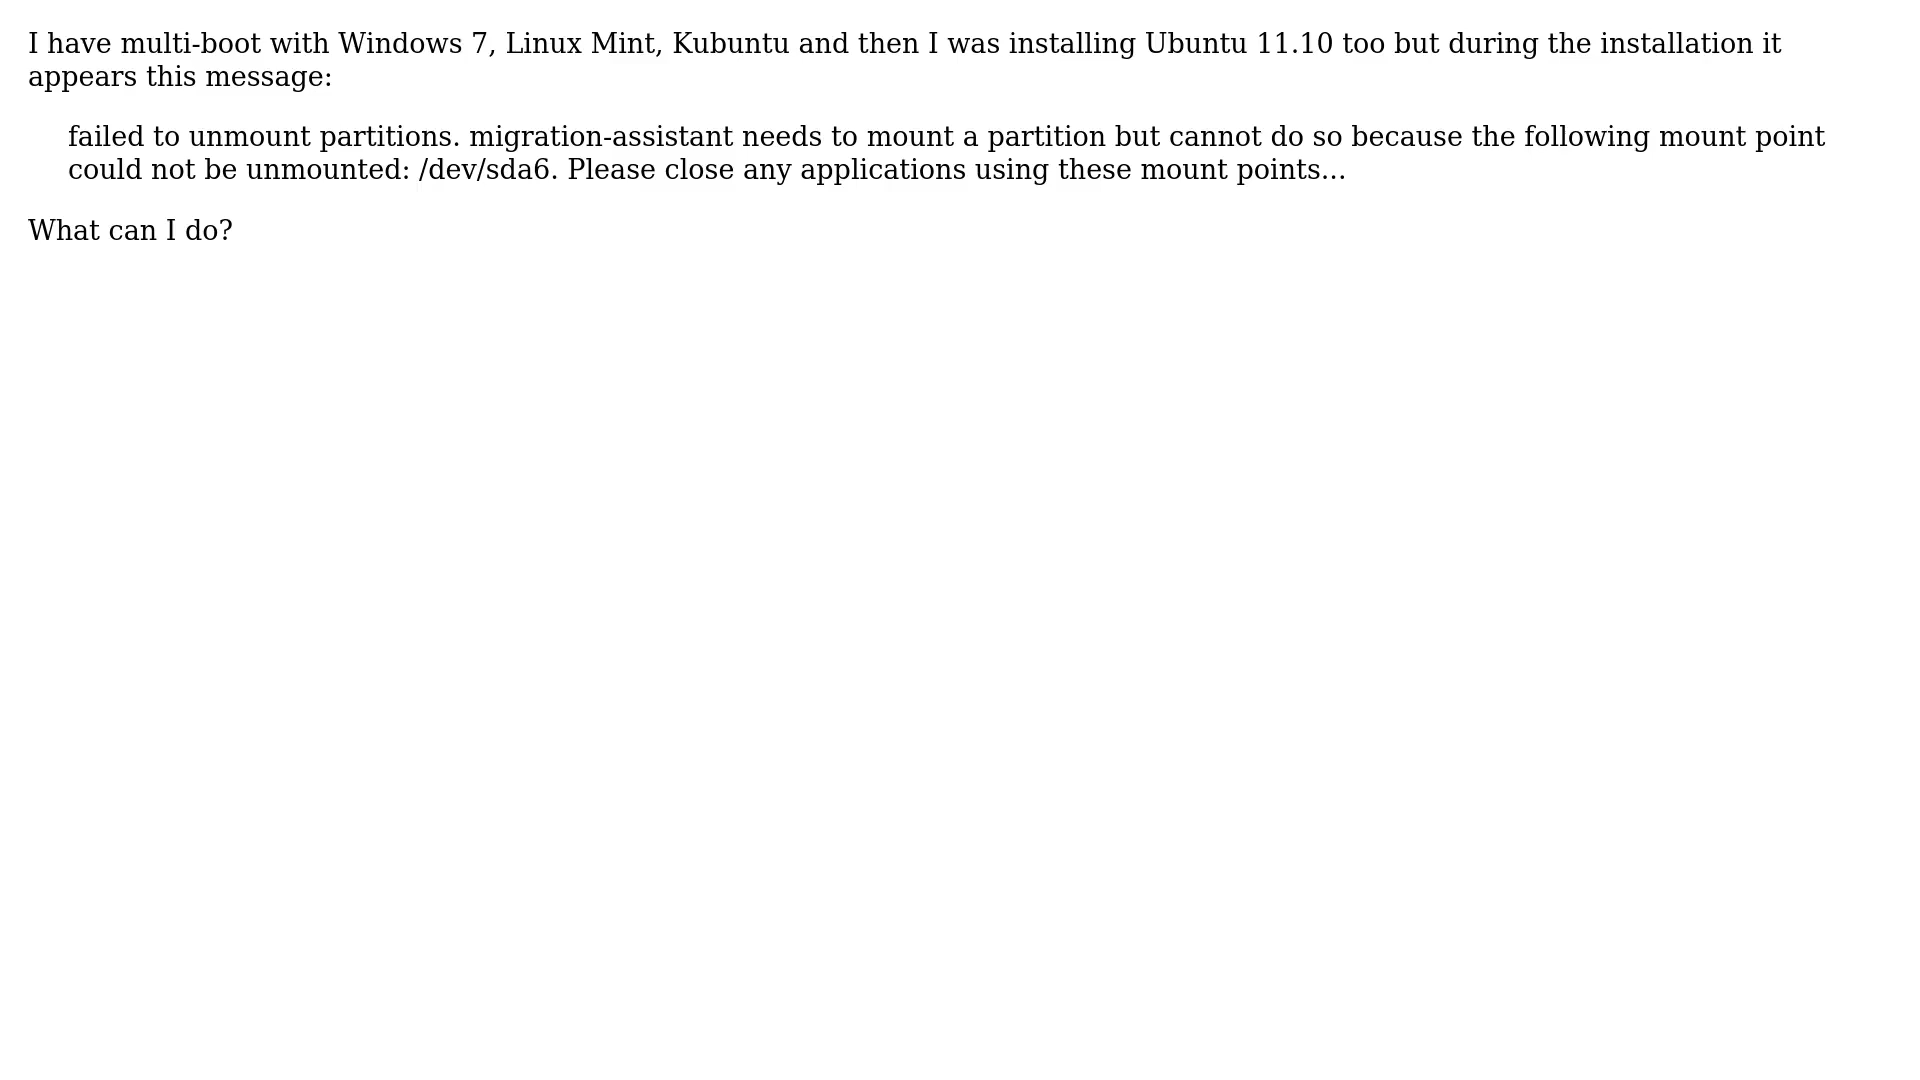 I have multi-boot with Windows 7, Linux Mint, Kubuntu and then I was installing Ubuntu 11.10 too but during the installation it
appears this message:
failed to unmount partitions. migration-assistant needs to mount a partition but cannot do so because the following mount point
could not be unmounted: /dev/sda6. Please close any applications using these mount points...
What can I do?